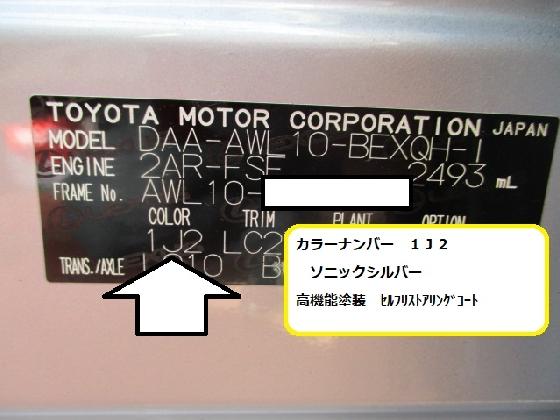 TOYOTA MOTOR CORPORATION JAPAN
MODEL DAA-AWL10-BEXQH-1
ENGINE 2AR-FSE 2493 mL
FRAME No. AWL10-
COLOR TRIM PLANT OPTION
1J2 LC2
TRANS./AXLE
カラーナンバー 1J2
ソニックシルバー
高機能塗装 ｾﾙﾌﾘｽﾄｱﾘﾝｸﾞｺｰﾄ